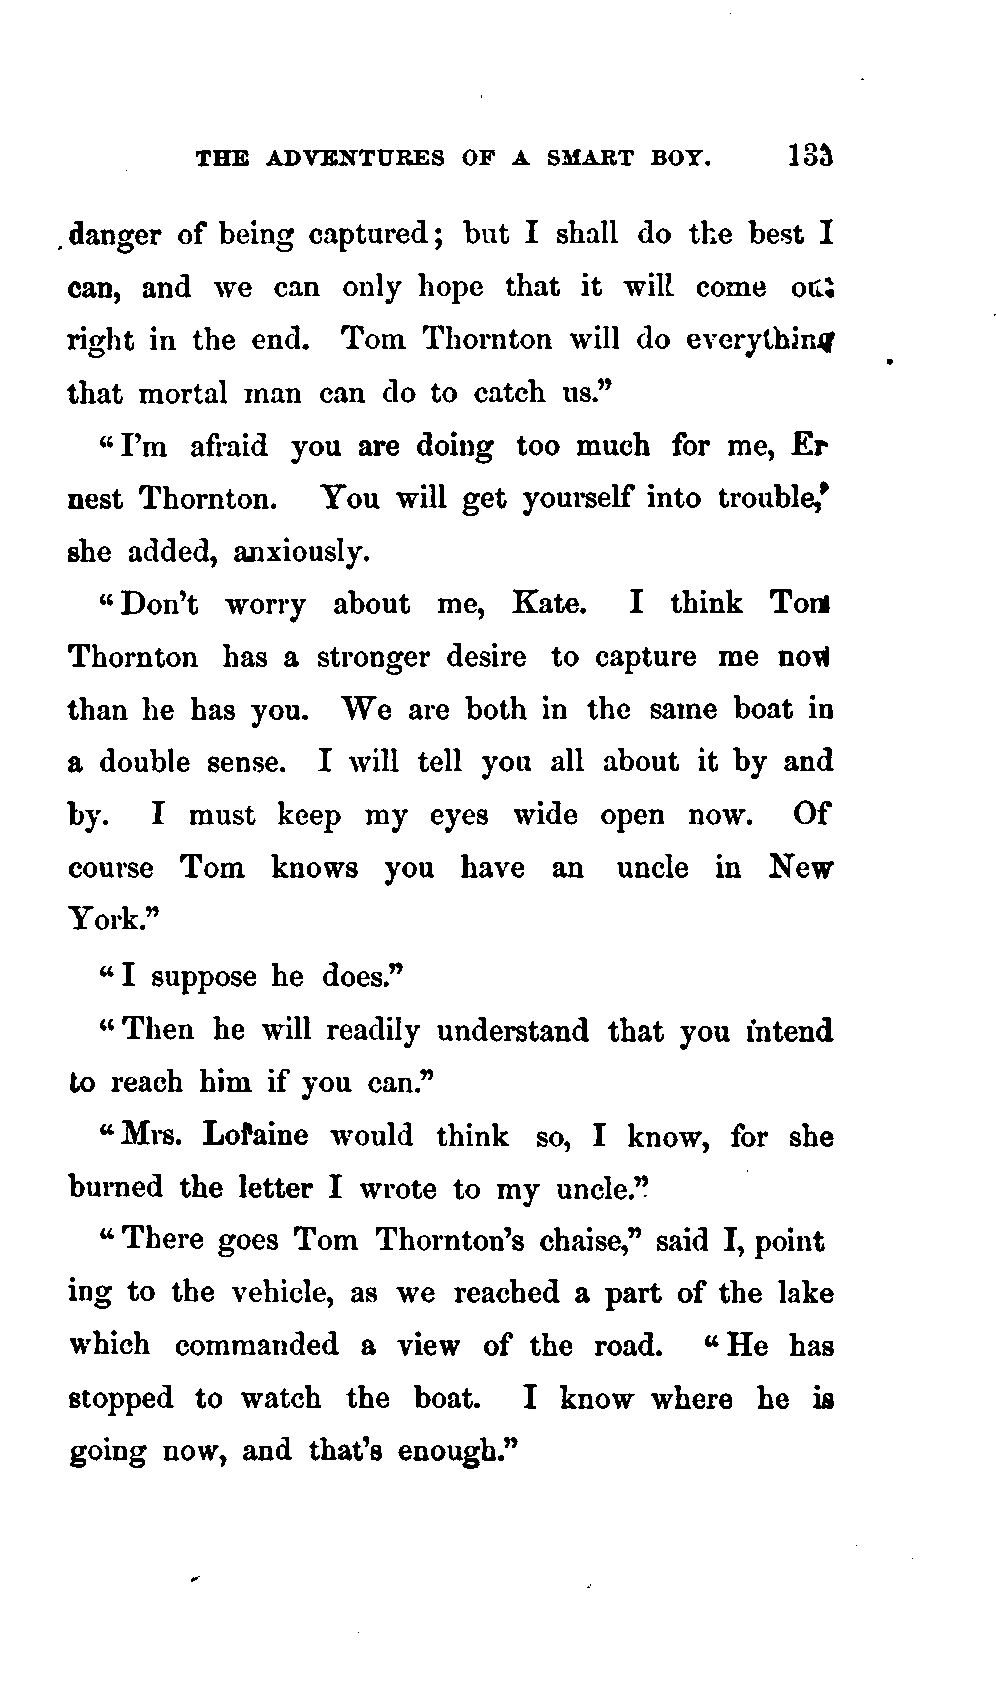 THE ADVENTURES OF A SMART BOY. 133
danger of being captured; but I shall do the best I
can, and we can only hope that it will come out
right in the end. Tom Thornton will do everything
that mortal man can do to catch us."
"I'm afraid you are doing too much for me, Er
nest Thornton. You will get yourself into trouble,"
she added, anxiously.
"Don't worry about me, Kate. I think Tom
Thornton has a stronger desire to capture me now
than he has you. We are both in the same boat in
a double sense. I will tell you all about it by and
by. I must keep my eyes wide open now. Of
course Tom knows you have an uncle in New
York."
"I suppose he does."
"Then he will readily understand that you intend
to reach him if you can."
"Mrs. Loraine would think so, I know, for she
burned the letter I wrote to my uncle."
"There goes Tom Thornton's chaise," said I, point
ing to the vehicle, as we reached a part of the lake
which commanded a view of the road. "He has
stopped to watch the boat. I know where he is
going now, and that's enough."